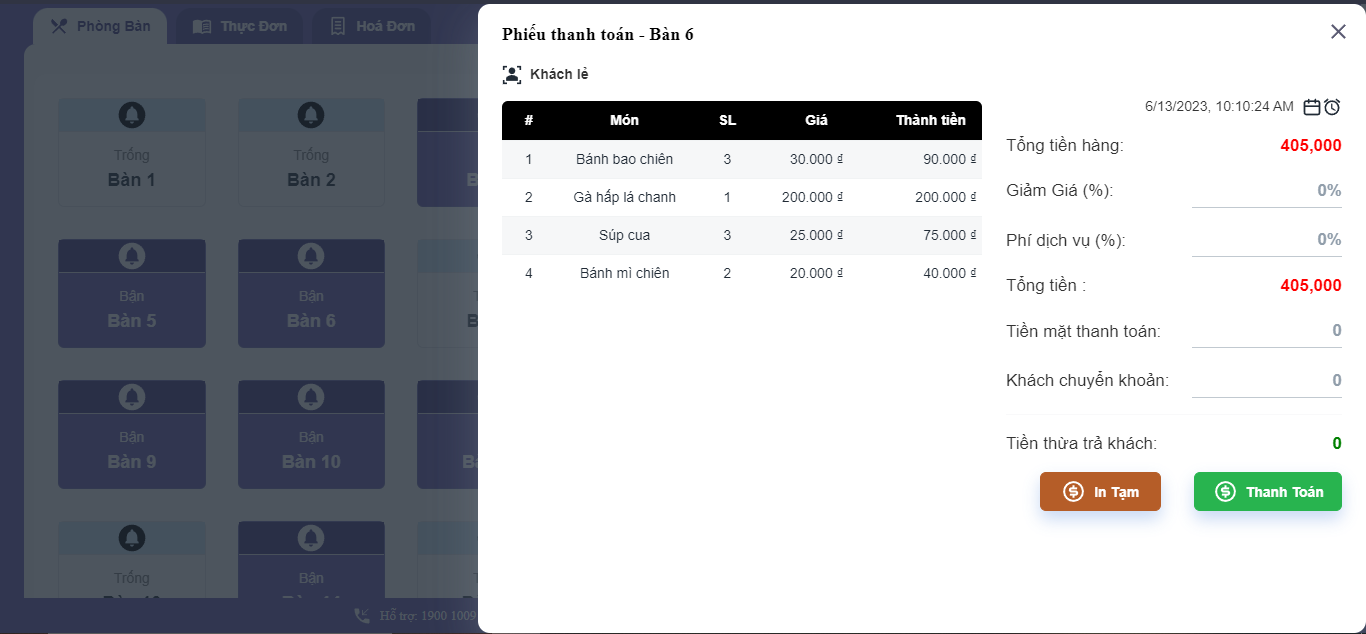 Phòng Bàn
Thực Đơn
Hoá Đơn
Trống
Bàn 1
Trống
Bàn 2
Bận
Bàn 5
Bận
Bàn 6
Bận
Bàn 9
Bận
Bàn 10
Trống
Bận
Hỗ trợ: 1900 1009
Phiếu thanh toán - Bàn 6
Khách lẻ
# Món SL Giá Thành tiền
1 Bánh bao chiên 3 30.000 ₫ 90.000 ₫
2 Gà hấp lá chanh 1 200.000 ₫ 200.000 ₫
3 Súp cua 3 25.000 ₫ 75.000 ₫
4 Bánh mì chiên 2 20.000 ₫ 40.000 ₫
6/13/2023, 10:10:24 AM
Tổng tiền hàng: 405,000
Giảm Giá (%): 0%
Phí dịch vụ (%): 0%
Tổng tiền : 405,000
Tiền mặt thanh toán: 0
Khách chuyển khoản: 0
Tiền thừa trả khách: 0
In Tạm
Thanh Toán